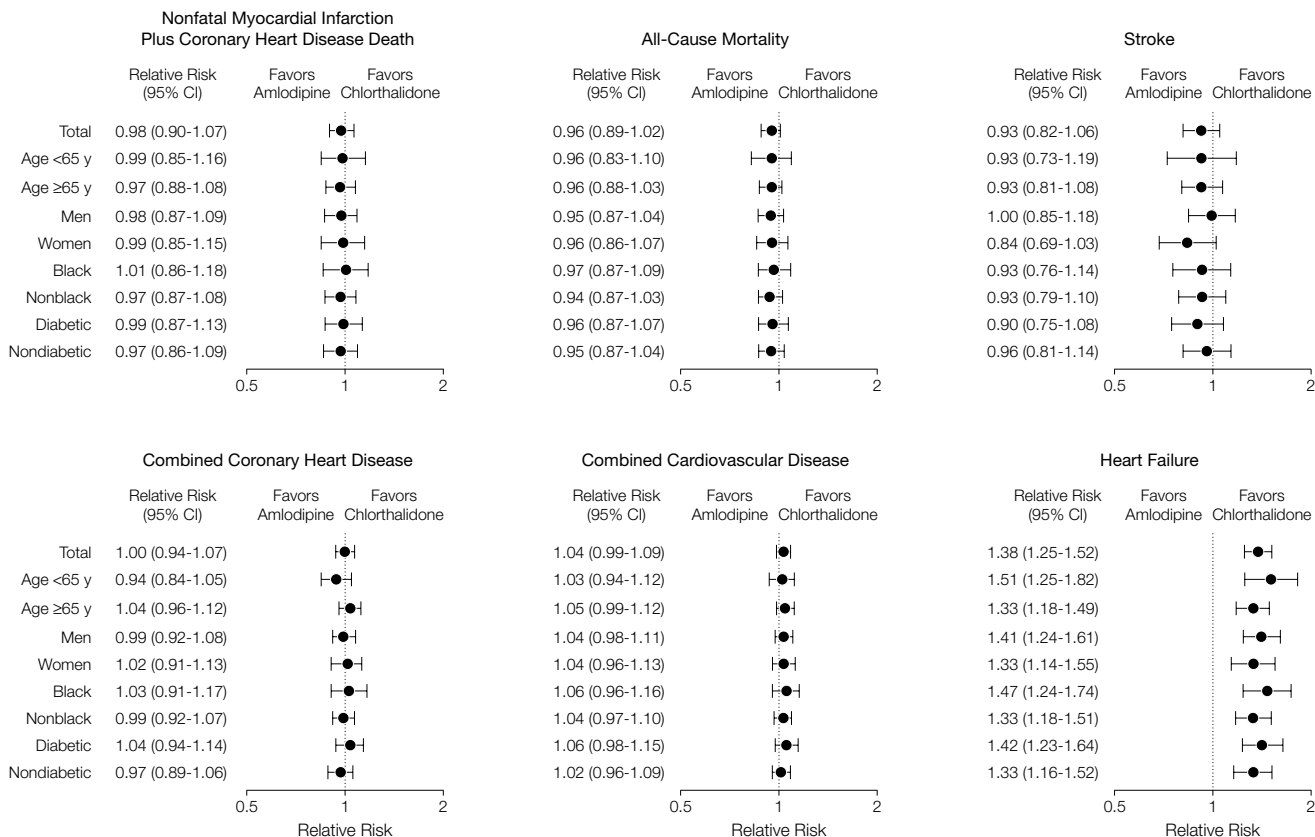 Nonfatal Myocardial Infarction
Plus Coronary Heart Disease Death
Relative Risk Favors Favors
(95% CI) Amlodipine Chlorthalidone
Total 0.98 (0.90-1.07)
Age <65 y 0.99 (0.85-1.16)
Age ≥65 y 0.97 (0.88-1.08)
Men 0.98 (0.87-1.09)
Women 0.99 (0.85-1.15)
Black 1.01 (0.86-1.18)
Nonblack 0.97 (0.87-1.08)
Diabetic 0.99 (0.87-1.13)
Nondiabetic 0.97 (0.86-1.09)
0.5 1 2
All-Cause Mortality
Relative Risk Favors Favors
(95% CI) Amlodipine Chlorthalidone
0.96 (0.89-1.02)
0.96 (0.83-1.10)
0.96 (0.88-1.03)
0.95 (0.87-1.04)
0.96 (0.86-1.07)
0.97 (0.87-1.09)
0.94 (0.87-1.03)
0.96 (0.87-1.07)
0.95 (0.87-1.04)
0.5 1 2
Stroke
Relative Risk Favors Favors
(95% CI) Amlodipine Chlorthalidone
0.93 (0.82-1.06)
0.93 (0.73-1.19)
0.93 (0.81-1.08)
1.00 (0.85-1.18)
0.84 (0.69-1.03)
0.93 (0.76-1.14)
0.93 (0.79-1.10)
0.90 (0.75-1.08)
0.96 (0.81-1.14)
0.5 1 2
Combined Coronary Heart Disease
Relative Risk Favors Favors
(95% CI) Amlodipine Chlorthalidone
Total 1.00 (0.94-1.07)
Age <65 y 0.94 (0.84-1.05)
Age ≥65 y 1.04 (0.96-1.12)
Men 0.99 (0.92-1.08)
Women 1.02 (0.91-1.13)
Black 1.03 (0.91-1.17)
Nonblack 0.99 (0.92-1.07)
Diabetic 1.04 (0.94-1.14)
Nondiabetic 0.97 (0.89-1.06)
0.5 1 2
Relative Risk
Combined Cardiovascular Disease
Relative Risk Favors Favors
(95% CI) Amlodipine Chlorthalidone
1.04 (0.99-1.09)
1.03 (0.94-1.12)
1.05 (0.99-1.12)
1.04 (0.98-1.11)
1.04 (0.96-1.13)
1.06 (0.96-1.16)
1.04 (0.97-1.10)
1.06 (0.98-1.15)
1.02 (0.96-1.09)
0.5 1 2
Relative Risk
Heart Failure
Relative Risk Favors Favors
(95% CI) Amlodipine Chlorthalidone
1.38 (1.25-1.52)
1.51 (1.25-1.82)
1.33 (1.18-1.49)
1.41 (1.24-1.61)
1.33 (1.14-1.55)
1.47 (1.24-1.74)
1.33 (1.18-1.51)
1.42 (1.23-1.64)
1.33 (1.16-1.52)
0.5 1 2
Relative Risk